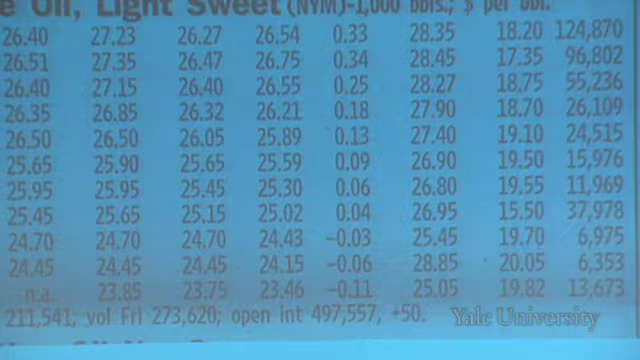 e Oil, Light Sweet (NYM)-1,000 bbls.; $ per bbl.
26.40 27.23 26.27 26.54 0.33 28.35 18.20 124,870
26.51 27.35 26.47 26.75 0.34 28.45 17.35 96,802
26.40 27.15 26.40 26.55 0.25 28.27 18.75 55,236
26.35 26.85 26.32 26.21 0.18 27.90 18.70 26,109
26.50 26.50 26.05 25.89 0.13 27.40 19.10 24,515
25.65 25.90 25.65 25.59 0.09 26.90 19.50 15,976
25.95 25.95 25.45 25.30 0.06 26.80 19.55 11,969
25.45 25.65 25.15 25.02 0.04 26.95 15.50 37,978
24.70 24.70 24.70 24.43 –0.03 25.45 19.70 6,975
24.45 24.45 24.45 24.15 –0.06 28.85 20.05 6,353
n.a. 23.85 23.75 23.46 –0.11 25.05 19.82 13,673
211,541; vol Fri 273,620; open int 497,557, +50.
Yale University